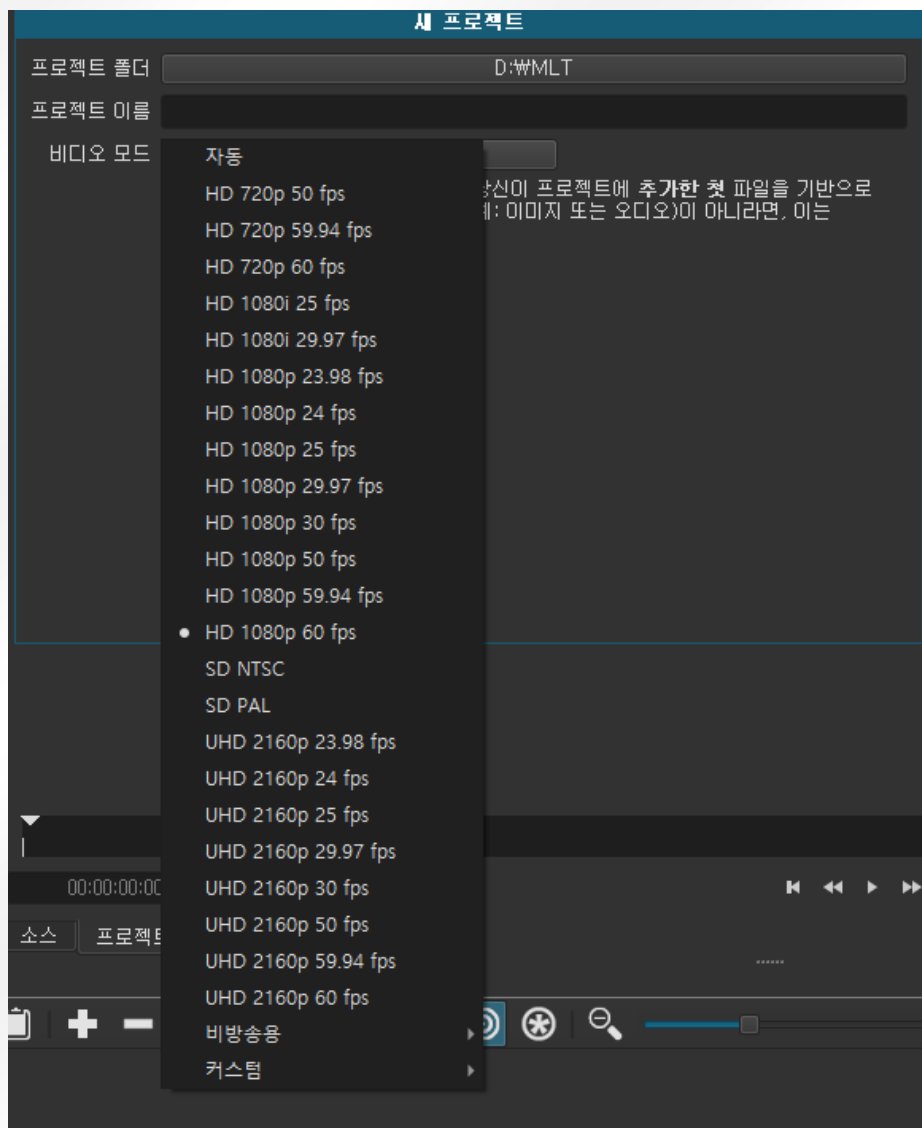 새 프로젝트
프로젝트 폴더 D:₩MLT
프로젝트 이름
비디오 모드
자동
HD 720p 50 fps
HD 720p 59.94 fps
HD 720p 60 fps
HD 1080i 25 fps
HD 1080i 29.97 fps
HD 1080p 23.98 fps
HD 1080p 24 fps
HD 1080p 25 fps
HD 1080p 29.97 fps
HD 1080p 30 fps
HD 1080p 50 fps
HD 1080p 59.94 fps
HD 1080p 60 fps
SD NTSC
SD PAL
UHD 2160p 23.98 fps
UHD 2160p 24 fps
UHD 2160p 25 fps
UHD 2160p 29.97 fps
UHD 2160p 30 fps
UHD 2160p 50 fps
UHD 2160p 59.94 fps
UHD 2160p 60 fps
비방송용
커스텀
이 프로젝트에 추가한 첫 파일을 기반으로
이미지 또는 오디오)이 아니라면, 이는
00:00:00:00
소스 프로젝트